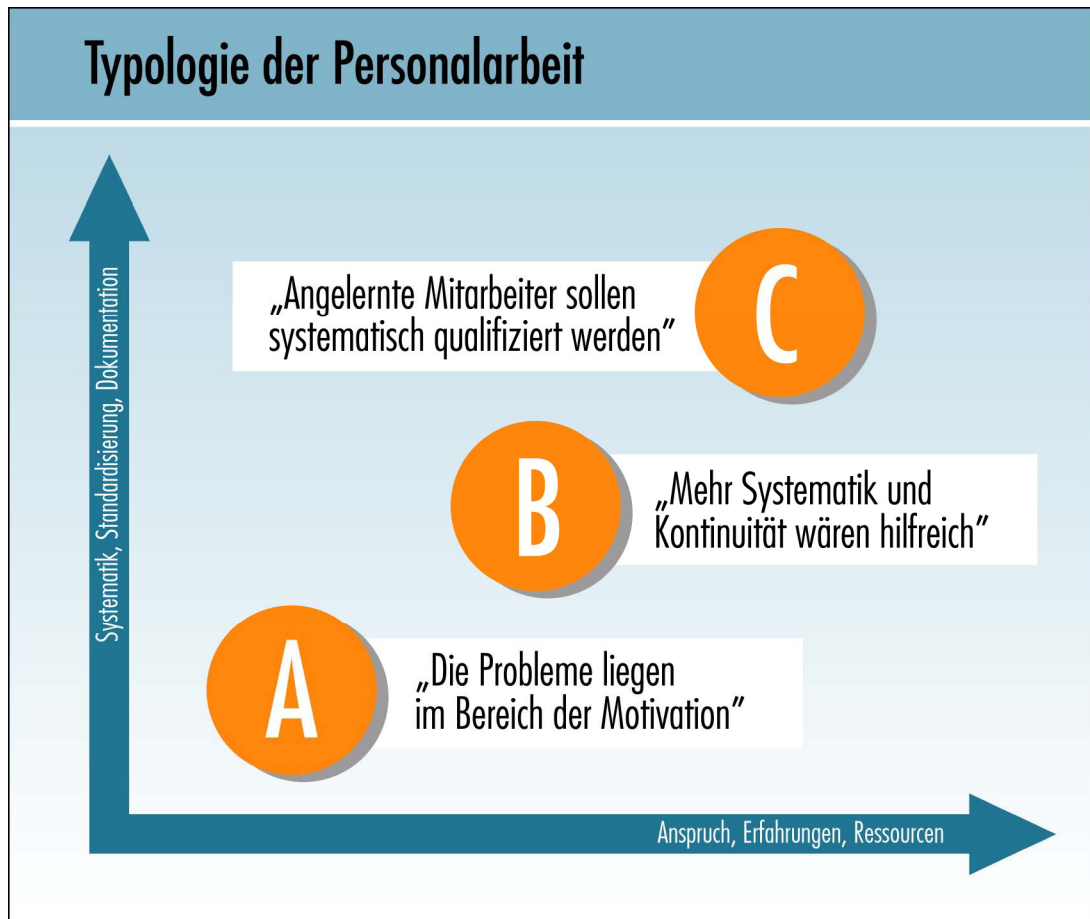 Typologie der Personalarbeit
Systematik, Standardisierung, Dokumentation
„Angelernte Mitarbeiter sollen
systematisch qualifiziert werden”
C
B
„Mehr Systematik und
Kontinuität wären hilfreich”
A
„Die Probleme liegen
im Bereich der Motivation”
Anspruch, Erfahrungen, Ressourcen